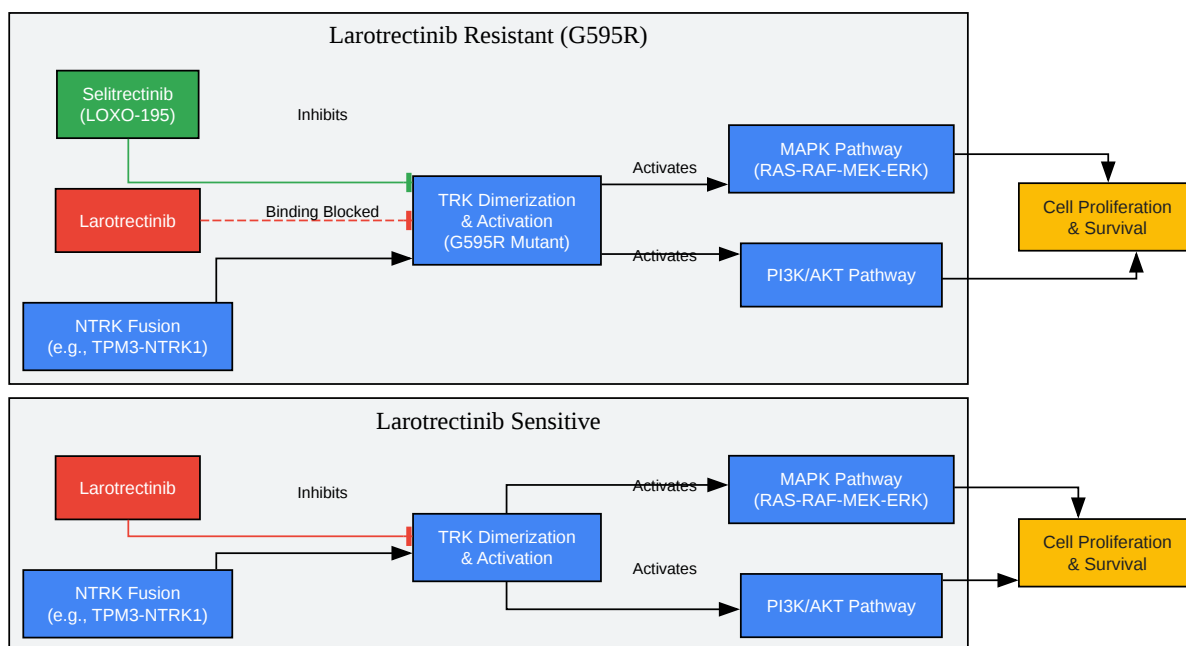 Larotrectinib Resistant (G595R)
Selitrectinib
(LOXO-195)
Inhibits
Larotrectinib
Binding Blocked
TRK Dimerization
& Activation
(G595R Mutant)
Activates
MAPK Pathway
(RAS-RAF-MEK-ERK)
Activates
PI3K/AKT Pathway
Cell Proliferation
& Survival
NTRK Fusion
(e.g., TPM3-NTRK1)
Larotrectinib Sensitive
Larotrectinib
Inhibits
TRK Dimerization
& Activation
Activates
MAPK Pathway
(RAS-RAF-MEK-ERK)
Activates
PI3K/AKT Pathway
Cell Proliferation
& Survival
NTRK Fusion
(e.g., TPM3-NTRK1)